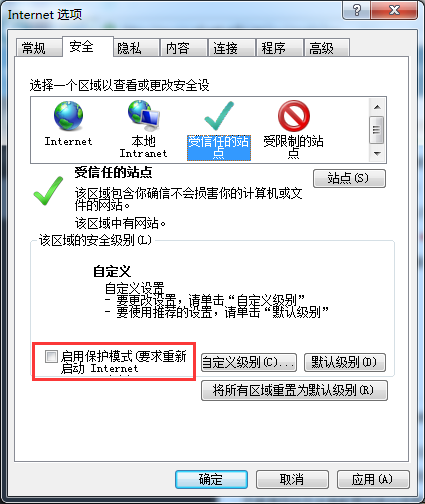 Internet 选项
常规
安全
隐私
内容
连接
程序
高级
选择一个区域以查看或更改安全设
Internet
本地
Intranet
受信任的站
点
受限制的站
点
受信任的站点
站点(S)
该区域包含你确信不会损害你的计算机或文
件的网站。
该区域中有网站。
该区域的安全级别(L)
自定义
自定义设置
- 要更改设置，请单击“自定义级别”
- 要使用推荐的设置，请单击“默认级别”
启用保护模式(要求重新
启动 Internet
自定义级别(C)...
默认级别(D)
将所有区域重置为默认级别(R)
确定
取消
应用(A)